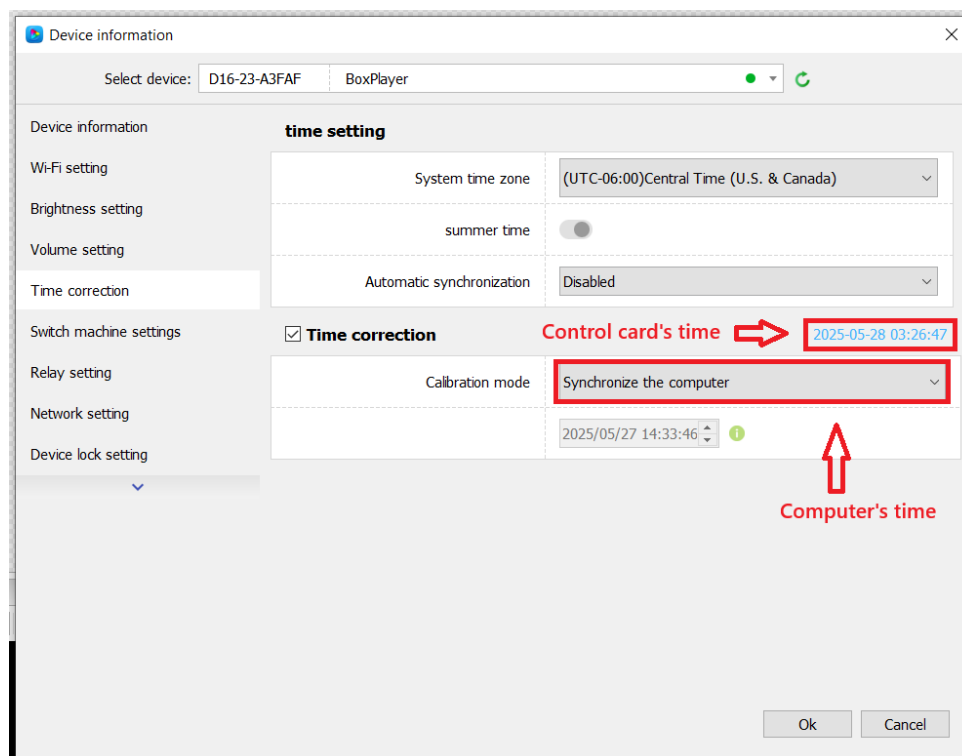 Device information
Select device: D16-23-A3FAF BoxPlayer
Device information
Wi-Fi setting
Brightness setting
Volume setting
Time correction
Switch machine settings
Relay setting
Network setting
Device lock setting
time setting
System time zone (UTC-06:00)Central Time (U.S. & Canada)
summer time
Automatic synchronization Disabled
Time correction Control card's time 2025-05-28 03:26:47
Calibration mode Synchronize the computer
2025/05/27 14:33:46
Computer's time
Ok Cancel